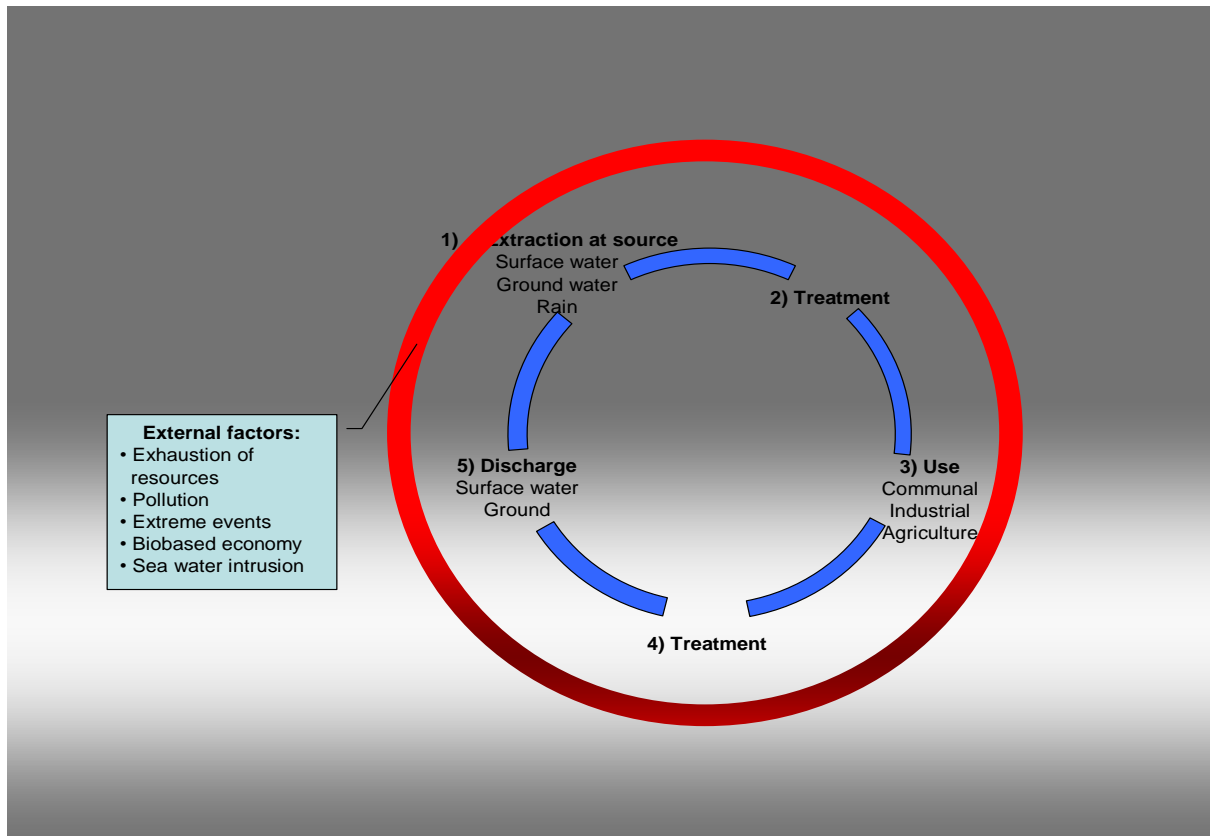 1) Extraction at source
Surface water
Ground water
Rain
2) Treatment
External factors:
• Exhaustion of
resources
• Pollution
• Extreme events
• Biobased economy
• Sea water intrusion
5) Discharge
Surface water
Ground
3) Use
Communal
Industrial
Agriculture
4) Treatment